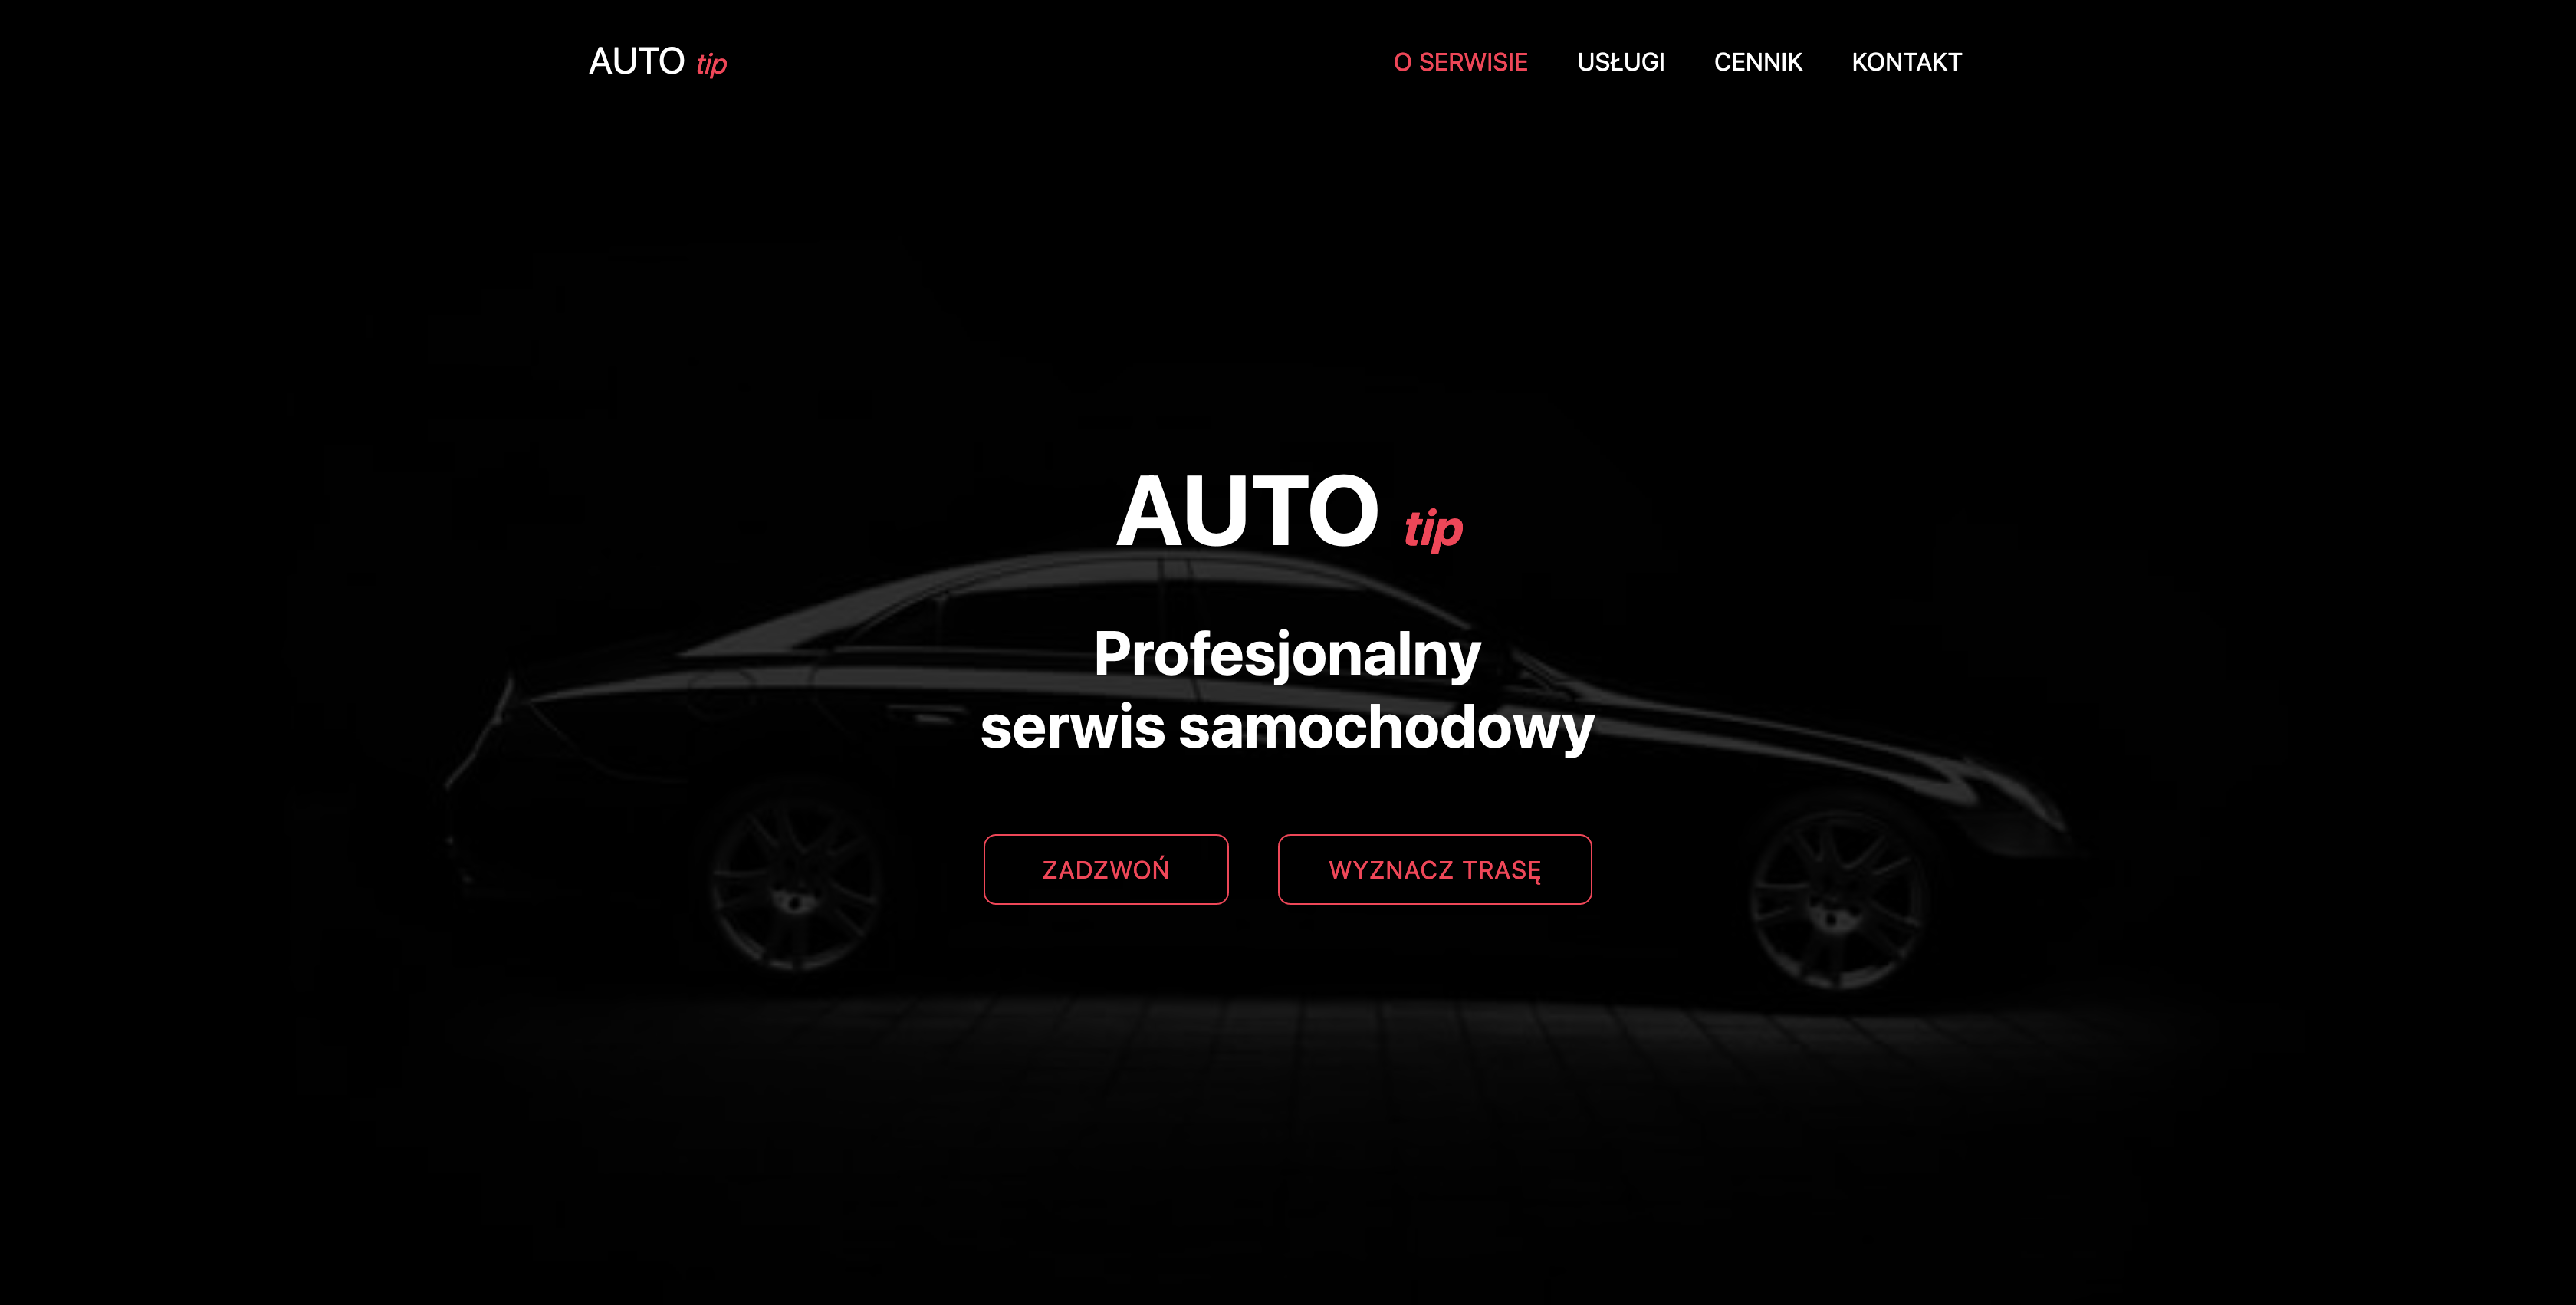 AUTO tip
O SERWISIE USŁUGI CENNIK KONTAKT
AUTO tip
Profesjonalny
serwis samochodowy
ZADZWOŃ
WYZNACZ TRASĘ